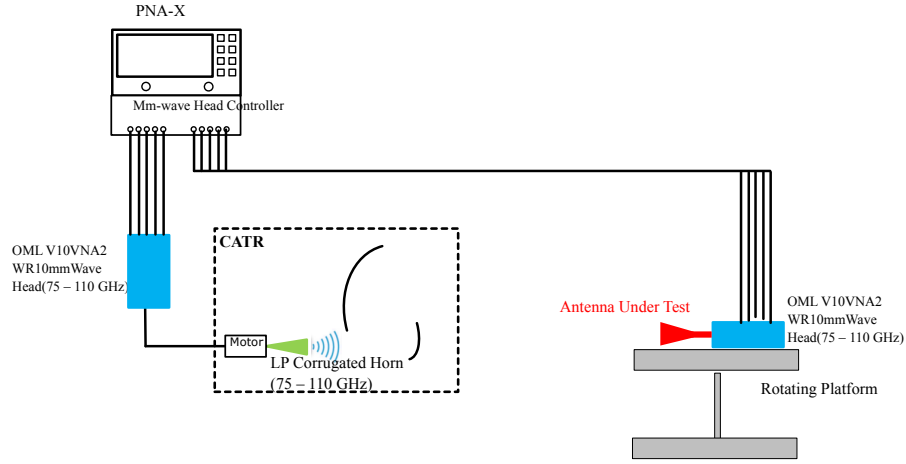 PNA-X
Mm-wave Head Controller
OML V10VNA2
WR10mmWave
Head(75 – 110 GHz)
CATR
Motor
LP Corrugated Horn
(75 – 110 GHz)
Antenna Under Test
OML V10VNA2
WR10mmWave
Head(75 – 110 GHz)
Rotating Platform